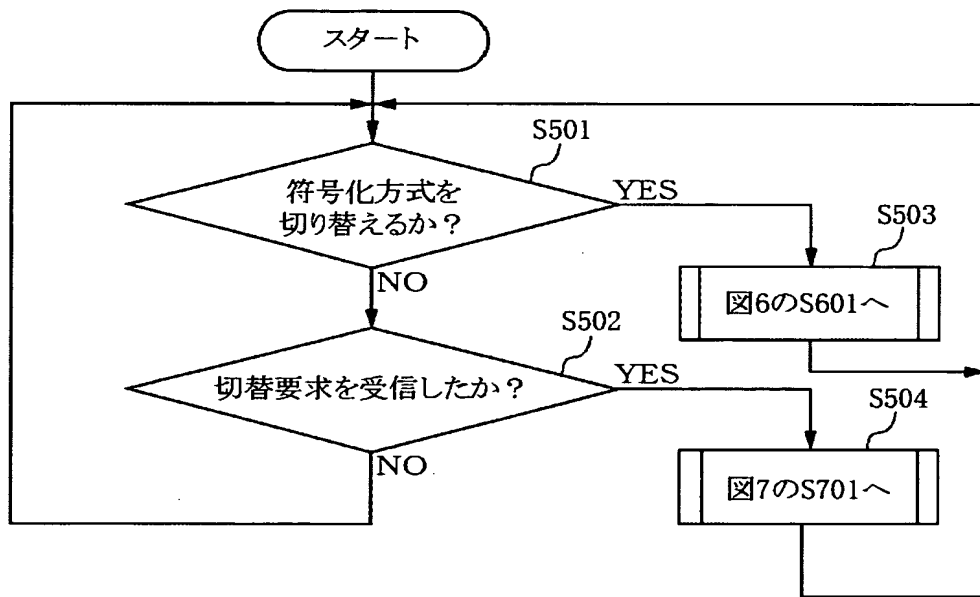 スタート
S501
符号化方式を
切り替えるか？
YES
S503
図6のS601へ
NO
S502
切替要求を受信したか？
YES
S504
図7のS701へ
NO